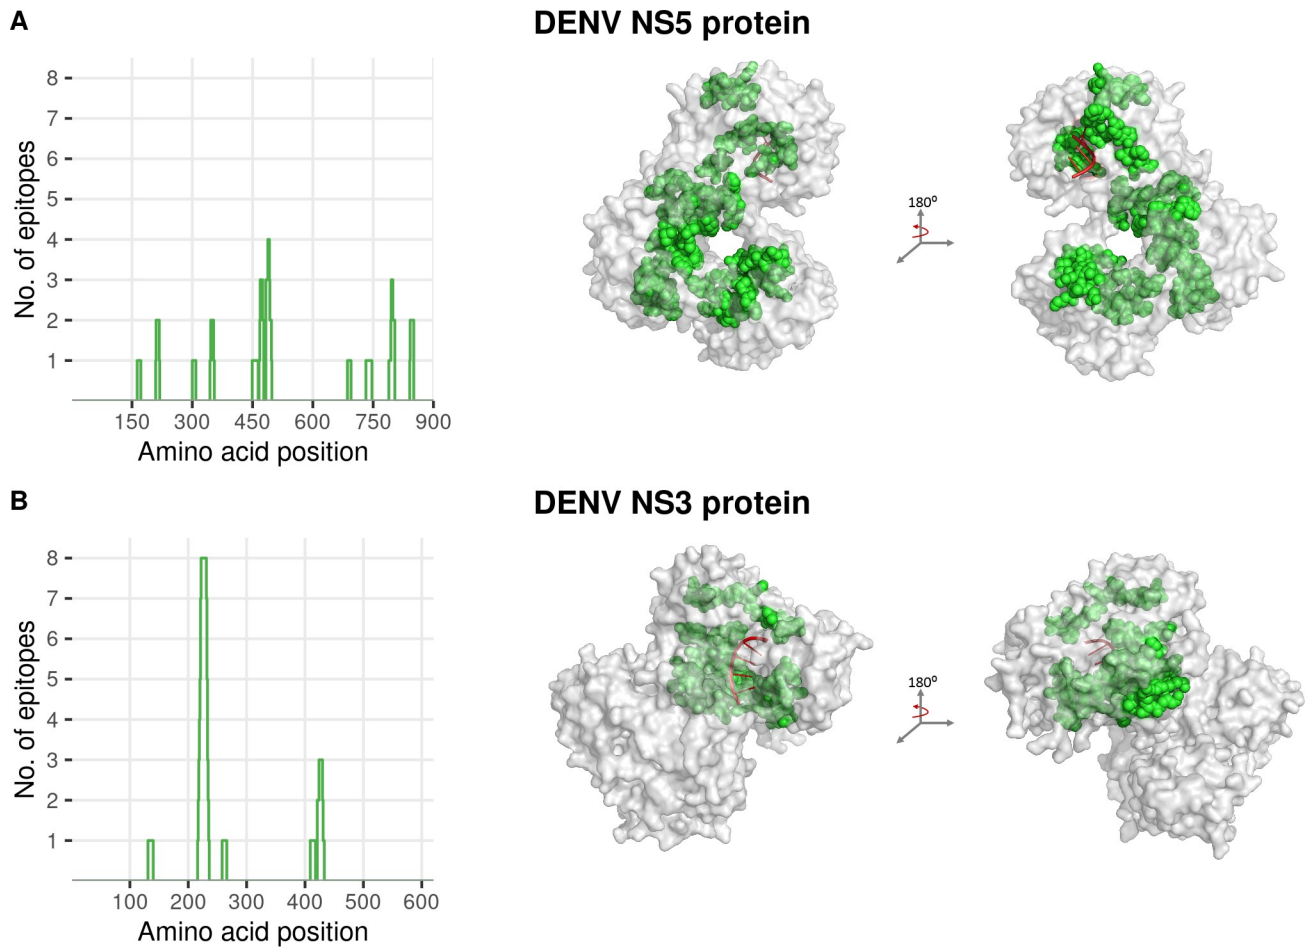 A
DENV NS5 protein
No. of epitopes
8
7
6
5
4
3
2
1
150 300 450 600 750 900
Amino acid position
180º
B
DENV NS3 protein
No. of epitopes
8
7
6
5
4
3
2
1
100 200 300 400 500 600
Amino acid position
180º